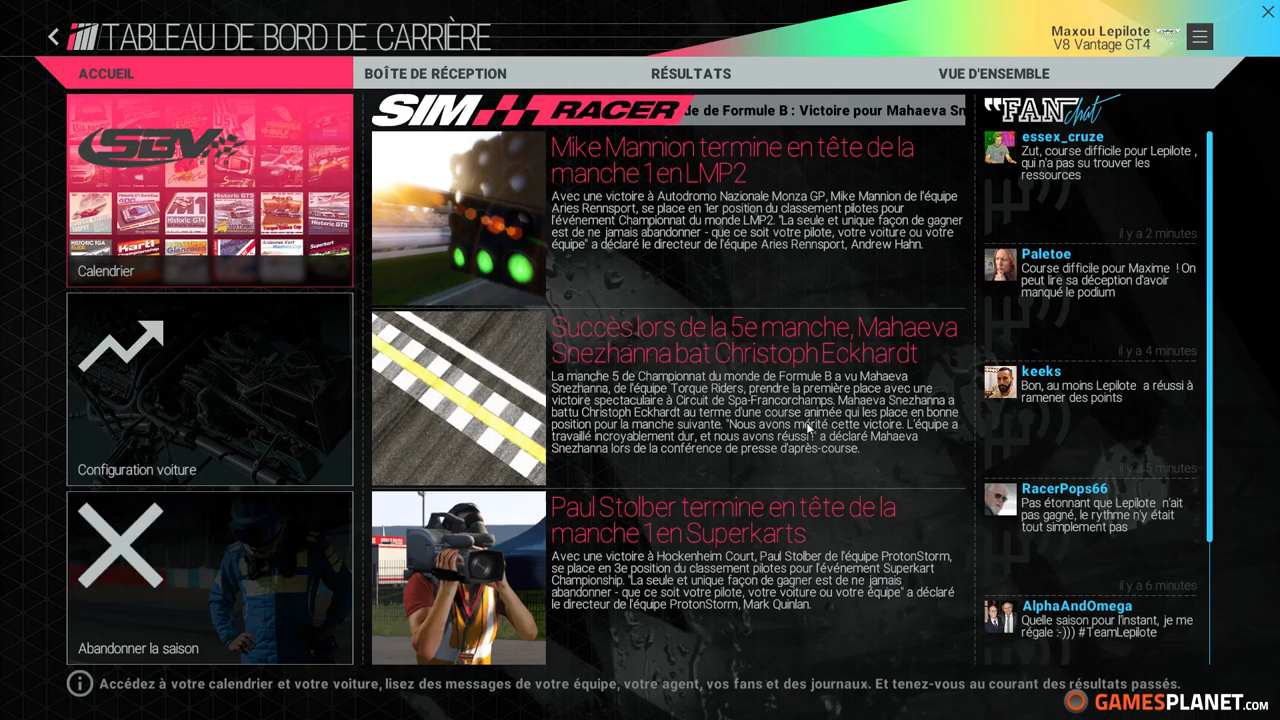 TABLEAU DE BORD DE CARRIÈRE
Maxou Lepilote
V8 Vantage GT4
ACCUEIL
BOÎTE DE RÉCEPTION
RÉSULTATS
VUE D'ENSEMBLE
Calendrier
Configuration voiture
Abandonner la saison
SIM RACER
de de Formule B : Victoire pour Mahaeva Sn
Mike Mannion termine en tête de la
manche 1 en LMP2
Avec une victoire à Autodromo Nazionale Monza GP, Mike Mannion de l'équipe
Aries Remnsport, se place en 1er position du classement pilotes pour
l'événement Championnat du monde LMP2. "La seule et unique façon de gagner
est de ne jamais abandonner - que ce soit votre pilote, votre voiture ou votre
équipe" a déclaré le directeur de l'équipe Aries Rennsport, Andrew Hahn.
Succès lors de la 5e manche, Mahaeva
Snezhanna bat Christoph Eckhardt
La manche 5 de Championnat du monde de Formule B a vu Mahaeva
Snezhanna, de l'équipe Torque Riders, prendre la première place avec une
victoire spectaculaire à Circuit de Spa-Francorchamps. Mahaeva Snezhanna a
battu Christoph Eckhardt au terme d'une course animée qui les place en bonne
position pour la manche suivante. "Nous avons mérité cette victoire. L'équipe a
travaillé incroyablement dur, et nous avons réussi !" a déclaré Mahaeva
Snezhanna lors de la conférence de presse d'après-course.
Paul Stolber termine en tête de la
manche 1 en Superkarts
Avec une victoire à Hockenheim Court, Paul Stolber de l'équipe ProtonStorm,
se place en 3e position du classement pilotes pour l'événement Superkart
Championship. "La seule et unique façon de gagner est de ne jamais
abandonner - que ce soit votre pilote, votre voiture ou votre équipe" a déclaré
le directeur de l'équipe ProtonStorm, Mark Quinlan.
FANchat
essex_cruze
Zut, course difficile pour Lepilote ,
qui n'a pas su trouver les
ressources
il y a 2 minutes
Paletoe
Course difficile pour Maxime ! On
peut lire sa déception d'avoir
manqué le podium
il y a 4 minutes
keeks
Bon, au moins Lepilote a réussi à
ramener des points
il y a 5 minutes
RacerPops66
Pas étonnant que Lepilote n'ait
pas gagné, le rythme n'y était
tout simplement pas
il y a 6 minutes
AlphaAndOmega
Quelle saison pour l'instant, je me
régale :-))) #TeamLepilote
Accédez à votre calendrier et votre voiture, lisez des messages de votre équipe, votre agent, vos fans et des journaux. Et tenez-vous au courant des résultats passés.
GAMESPLANET.com